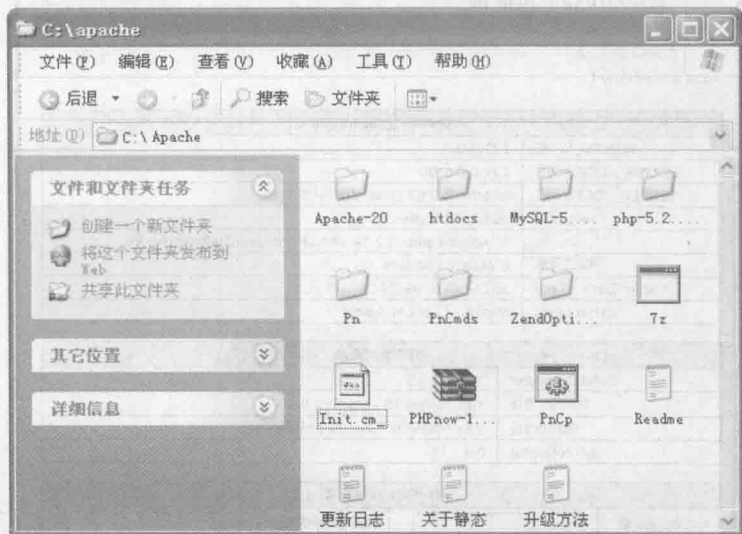 C:\apache
文件(F) 编辑(E) 查看(V) 收藏(A) 工具(T) 帮助(H)
后退 搜索 文件夹
地址(D) C:\Apache
文件和文件夹任务
创建一个新文件夹
将这个文件夹发布到
Web
共享此文件夹
其它位置
详细信息
Apache-20 htdocs MySQL-5.... php-5.2....
Pn PnCmds ZendOpti... 7z
Init.cm_ PHPnow-1... PnCp Readme
更新日志 关于静态 升级方法